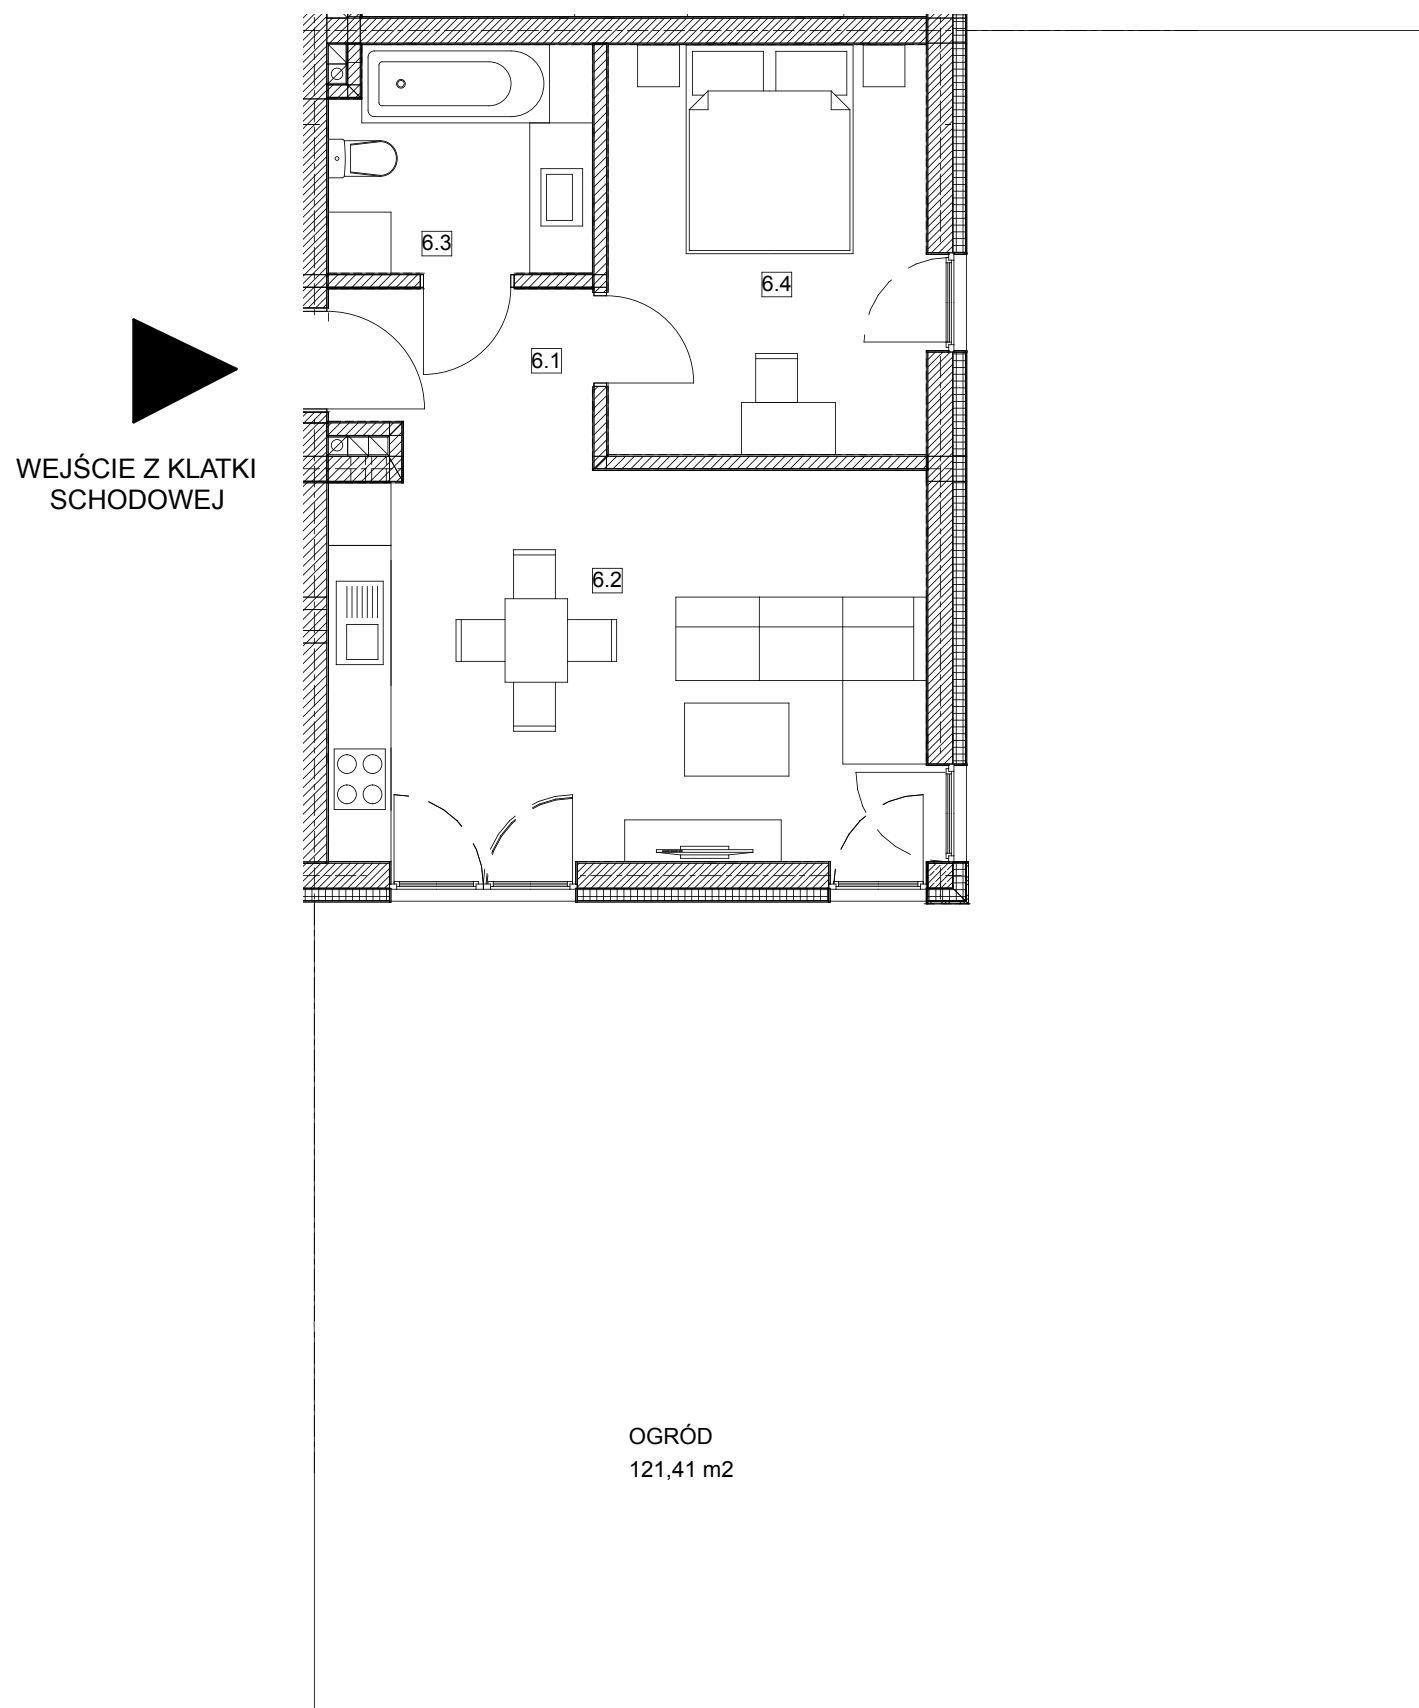 6.3
6.4
6.1
WEJŚCIE Z KLATKI
SCHODOWEJ
6.2
OGRÓD
121,41 m2